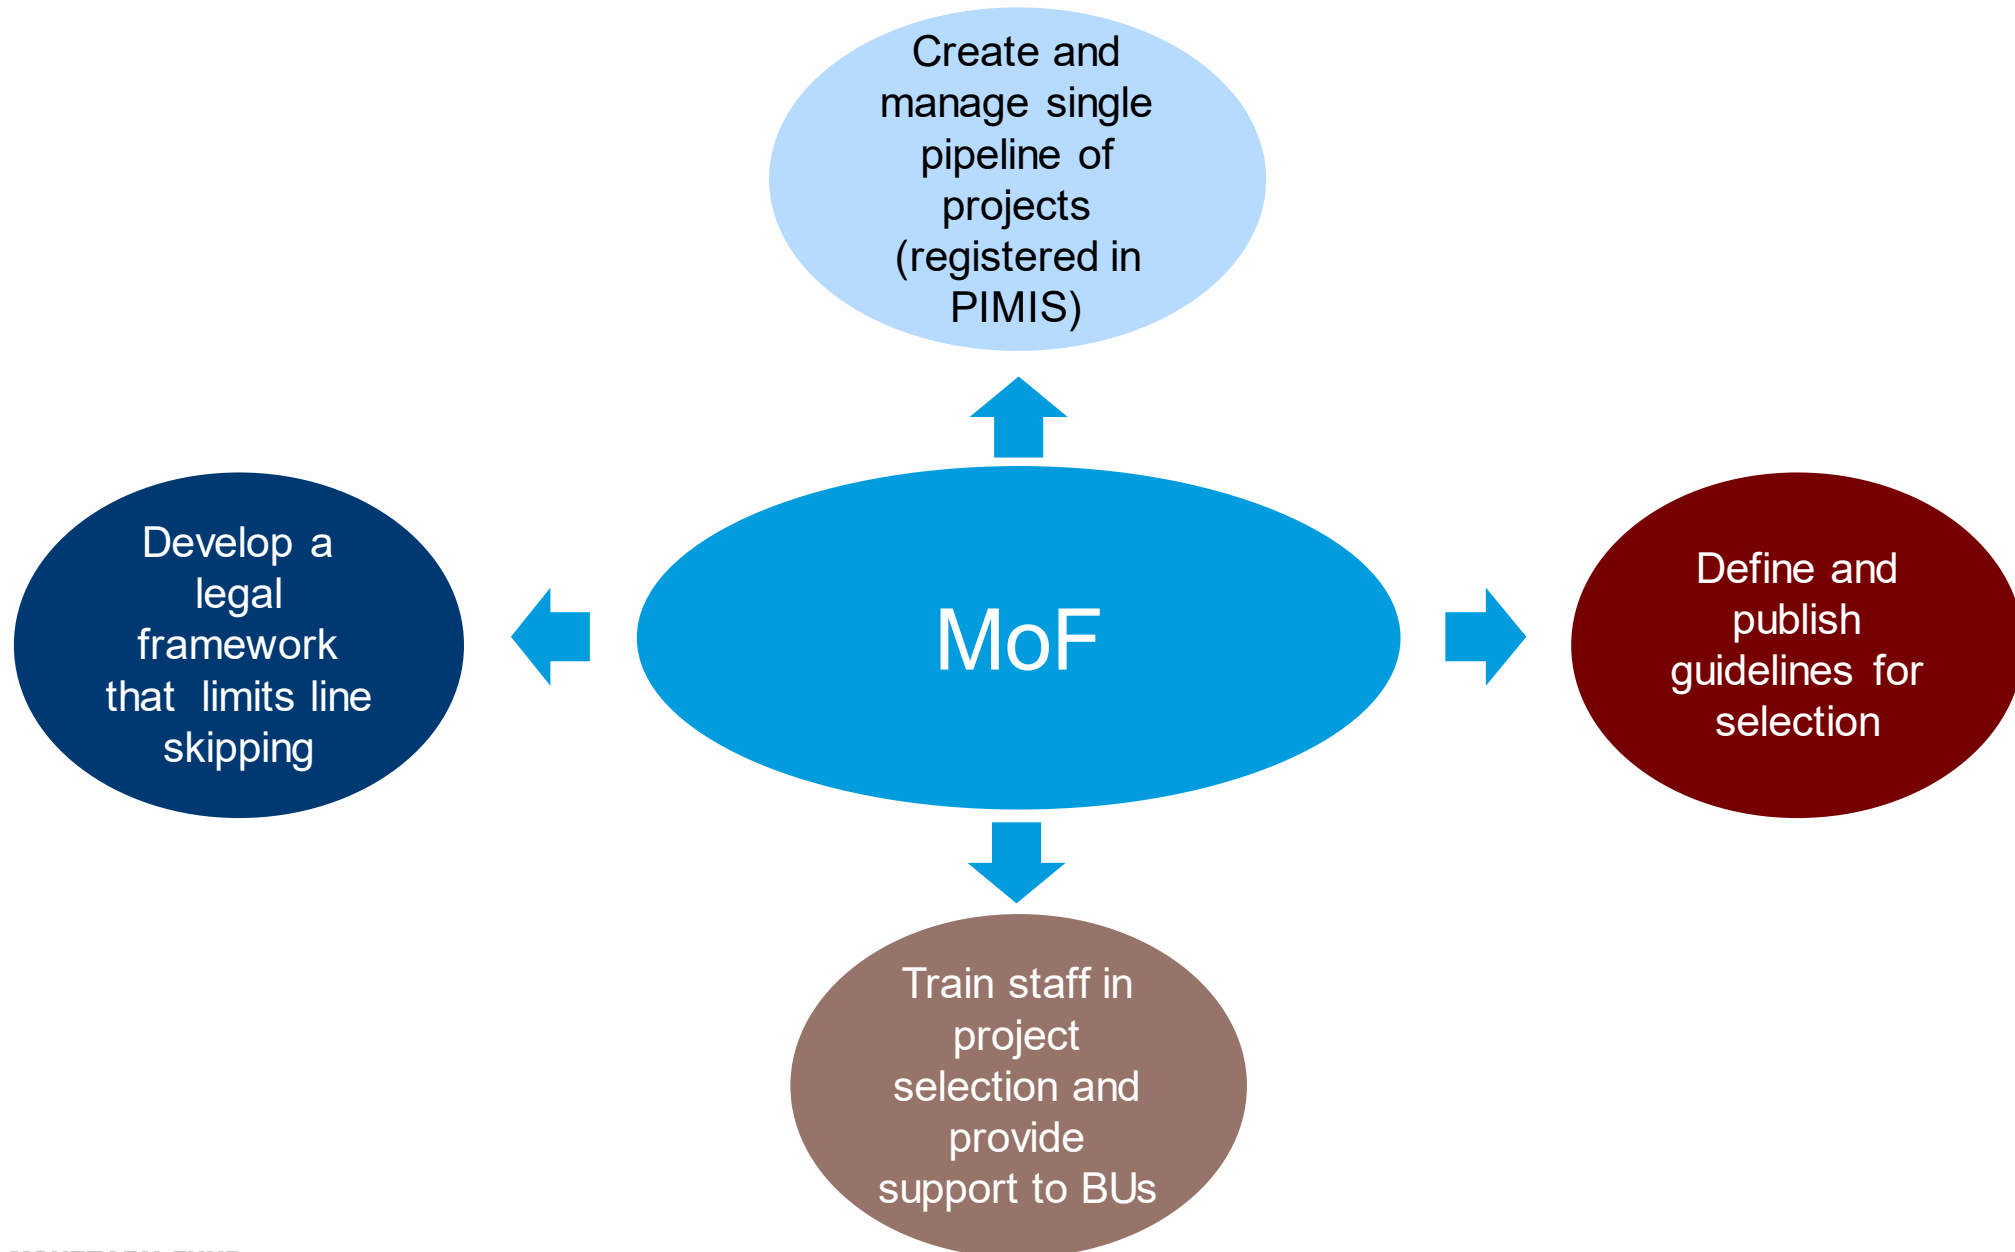 Create and
manage single
pipeline of
projects
(registered in
PIMIS)
Develop a
legal
framework
that limits line
skipping
MoF
Define and
publish
guidelines for
selection
Train staff in
project
selection and
provide
support to BUs